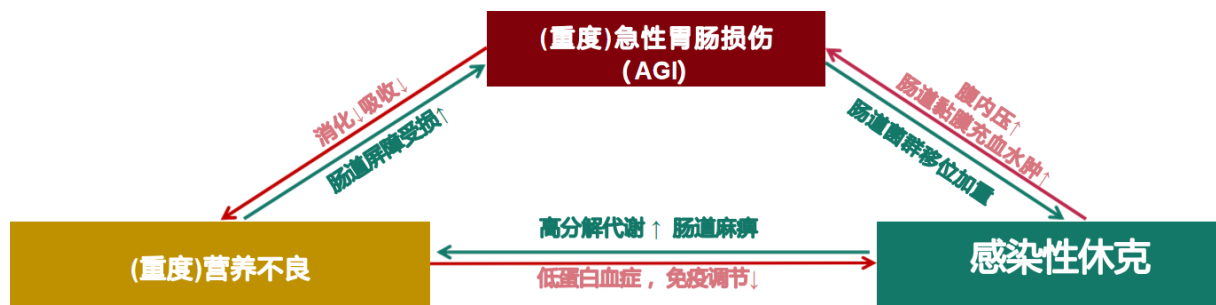 (重度)急性胃肠损伤
(AGI)
消化↓吸收↓
肠道屏障受损↑
腹内压↑
肠道黏膜充血水肿↑
肠道菌群移位加重
高分解代谢↑ 肠道麻痹
(重度)营养不良
感染性休克
低蛋白血症，免疫调节↓